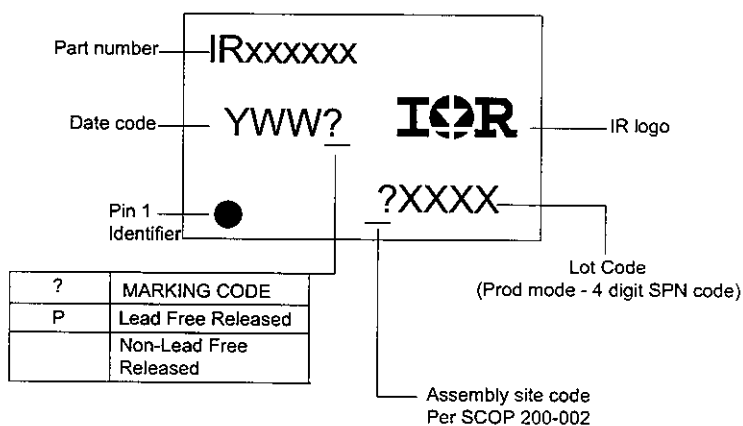 Part number
IRxxxxxx
Date code
YWW?
IOR
IR logo
?XXXX
Pin 1
Identifier
Lot Code
(Prod mode - 4 digit SPN code)
? MARKING CODE
P Lead Free Released
Non-Lead Free
Released
Assembly site code
Per SCOP 200-002